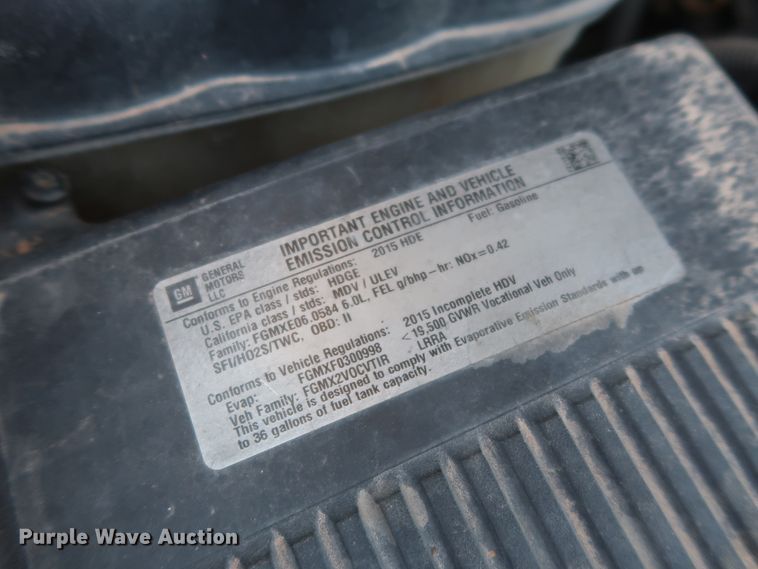 GM
GENERAL
MOTORS
LLC
IMPORTANT ENGINE AND VEHICLE
EMISSION CONTROL INFORMATION
Conforms to Engine Regulations: 2015 HDE Fuel: Gasoline
U.S. EPA class / stds: HDGE
California class / stds: MDV / ULEV
Family: FGMXE06.0584 6.0L, FEL g/bhp-hr: NOx=0.42
SFI/HO2S/TWC, OBD: II
Conforms to Vehicle Regulations: 2015 Incomplete HDV
Evap: FGMXF0300998 <19,500 GVWR Vocational Veh Only
Veh Family: FGMX2VOCVTIR LRRA
This vehicle is designed to comply with Evaporative Emission Standards with up
to 36 gallons of fuel tank capacity.
Purple Wave Auction